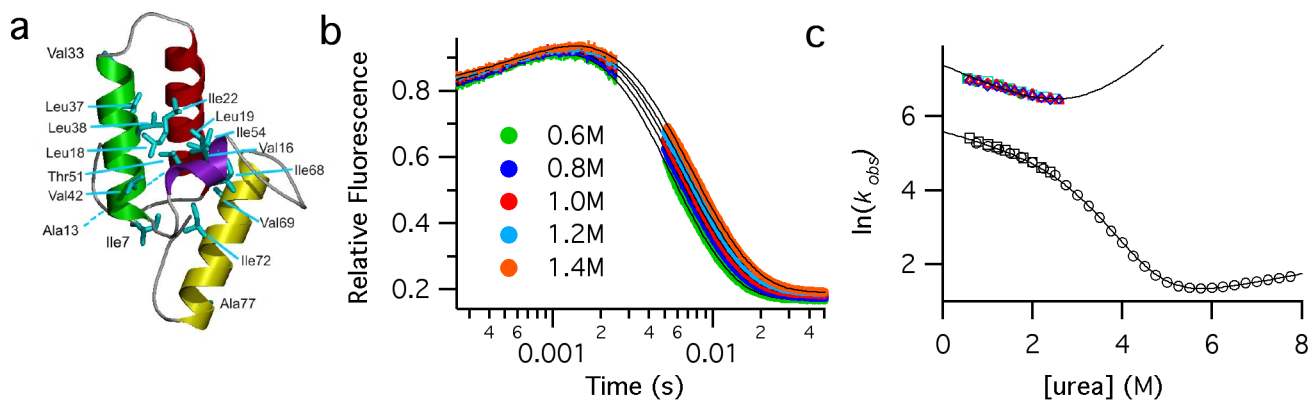 a
Val33
Leu37
Leu38
Leu18
Thr51
Val42
Ala13
Ile7
Ile22
Leu19
Ile54
Val16
Ile68
Val69
Ile72
Ala77
b
Relative Fluorescence
0.8
0.6
0.4
0.2
0.6M
0.8M
1.0M
1.2M
1.4M
4 6 2 4 6 2 4
0.001 0.01
Time (s)
c
ln(k obs)
6
4
2
0 2 4 6 8
[urea] (M)